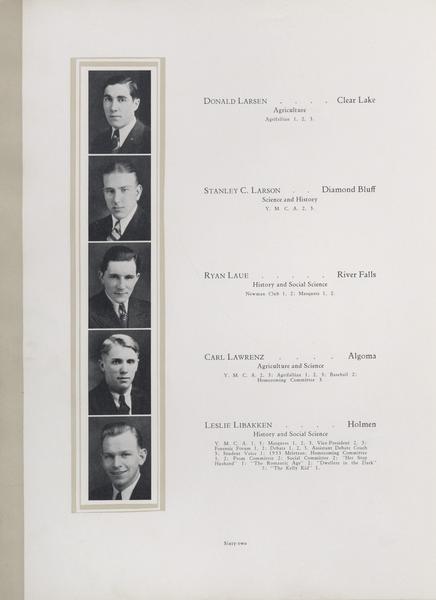 DONALD LARSEN . . . . Clear Lake
Agriculture
Agrifallian 1, 2, 3.
STANLEY C. LARSON . . Diamond Bluff
Science and History
Y. M. C. A. 2, 3.
RYAN LAUE . . . . . River Falls
History and Social Science
Newman Club 1, 2; Masquers 1, 2.
CARL LAWRENZ . . . . Algoma
Agriculture and Science
Y. M. C. A. 2, 3; Agrifallian 1, 2, 3; Baseball 2;
Homecoming Committee 3.
LESLIE LIBAKKEN . . . . Holmen
History and Social Science
Y. M. C. A. 1, 3; Masquers 1, 2, 3, Vice-President 2, 3;
Forensic Forum 1, 2; Debate 1, 2, 3, Assistant Debate Coach
3; Student Voice 1; 1933 Meletean; Homecoming Committee
1, 2; Prom Committee 2; Social Committee 2; "Her Step
Husband" 1; "The Romantic Age" 2; "Dwellers in the Dark"
3; "The Kelly Kid" 1.
Sixty-two